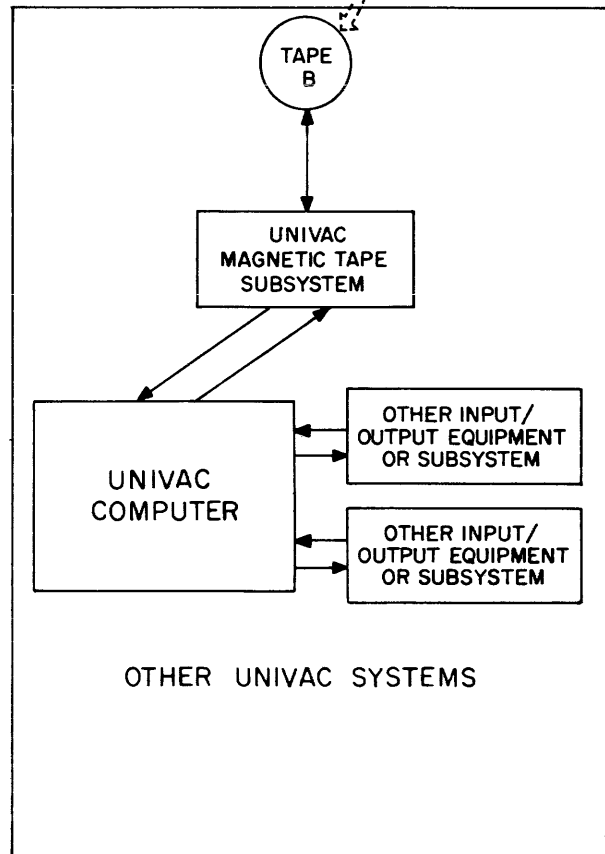 TAPE
B
UNIVAC
MAGNETIC TAPE
SUBSYSTEM
UNIVAC
COMPUTER
OTHER INPUT/
OUTPUT EQUIPMENT
OR SUBSYSTEM
OTHER INPUT/
OUTPUT EQUIPMENT
OR SUBSYSTEM
OTHER UNIVAC SYSTEMS